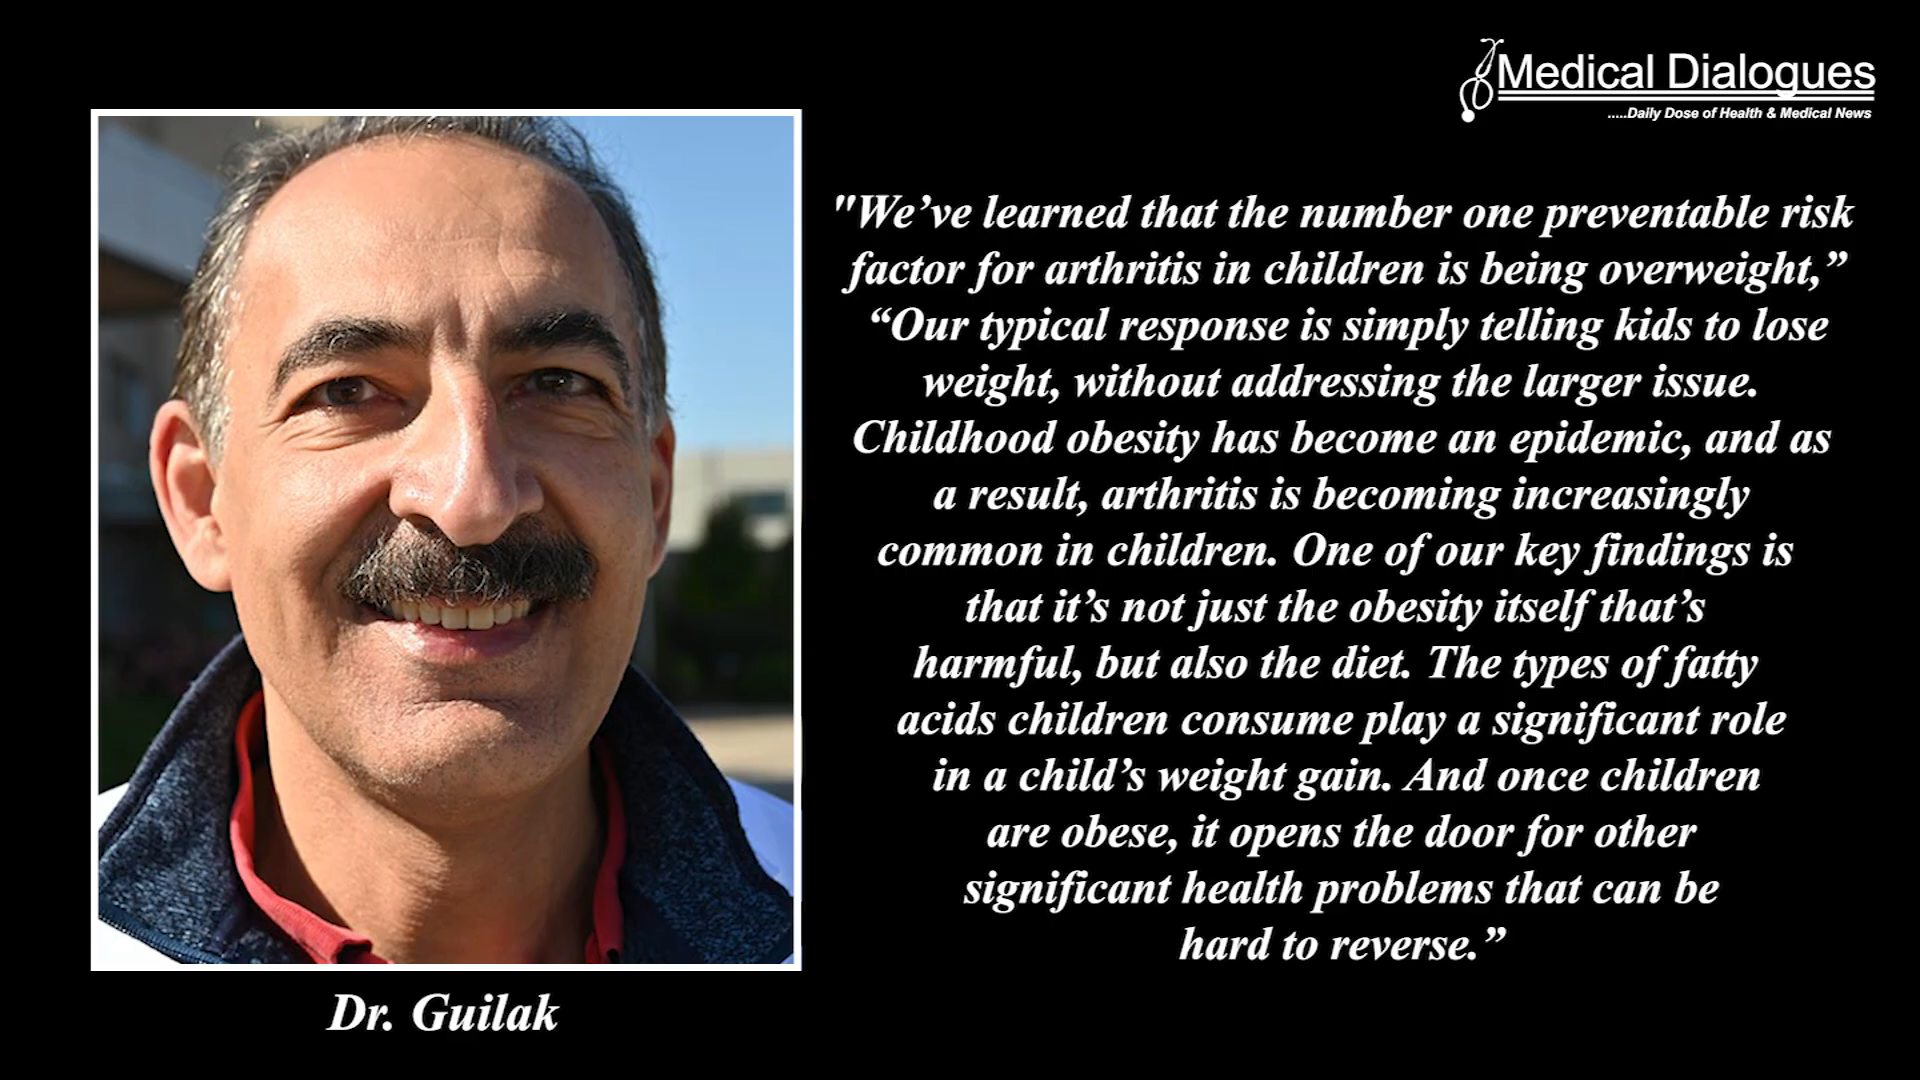 Medical Dialogues
.....Daily Dose of Health & Medical News
"We’ve learned that the number one preventable risk
factor for arthritis in children is being overweight,”
“Our typical response is simply telling kids to lose
weight, without addressing the larger issue.
Childhood obesity has become an epidemic, and as
a result, arthritis is becoming increasingly
common in children. One of our key findings is
that it’s not just the obesity itself that’s
harmful, but also the diet. The types of fatty
acids children consume play a significant role
in a child’s weight gain. And once children
are obese, it opens the door for other
significant health problems that can be
hard to reverse.”
Dr. Guilak